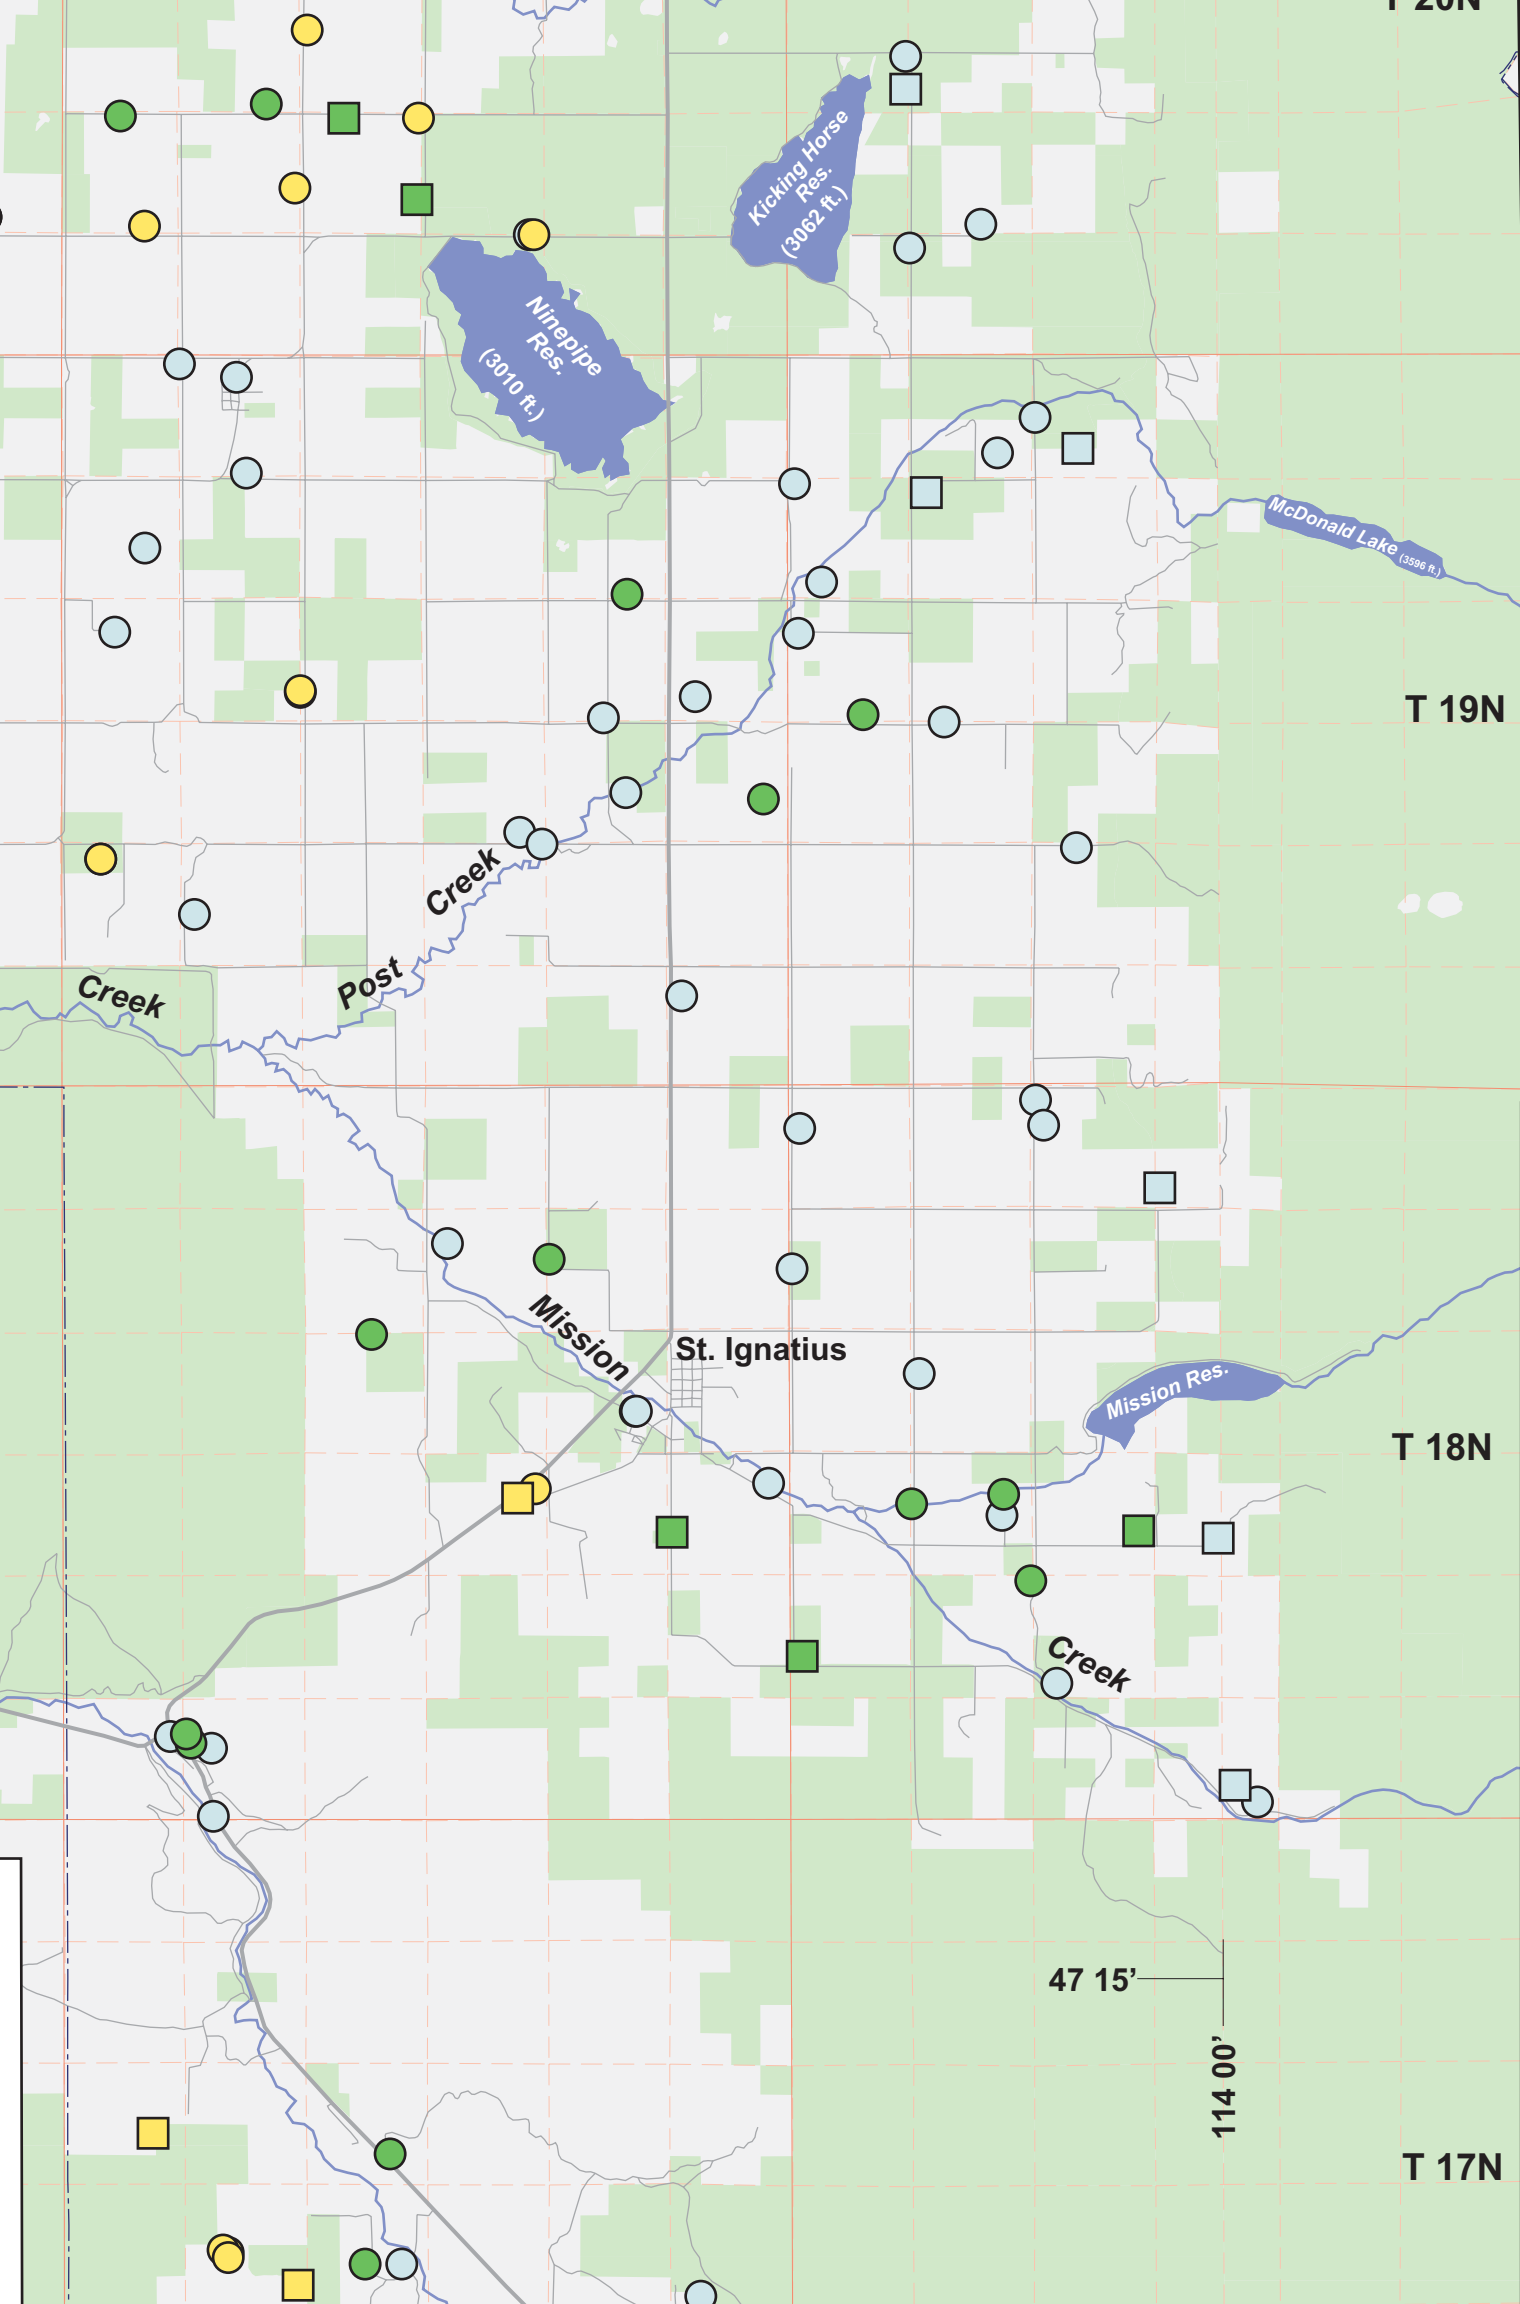 T 20N
Kicking Horse
Res.
(3062 ft.)
Ninepipe
Res.
(3010 ft.)
McDonald Lake (3596 ft.)
T 19N
Creek
Post
Creek
Mission
St. Ignatius
Mission Res.
T 18N
Creek
47 15’
114 00’
T 17N